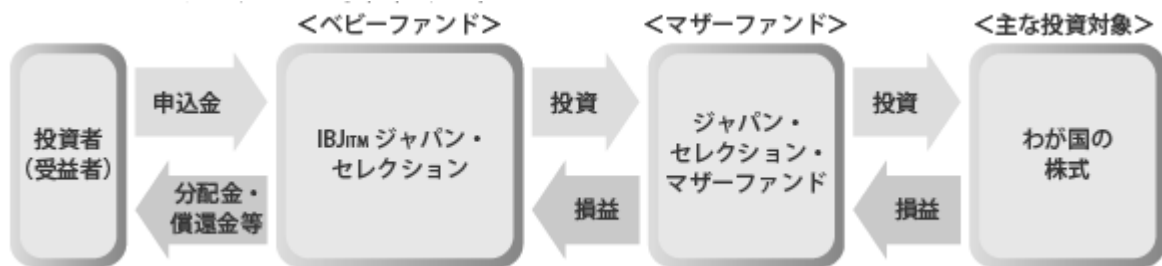 ＜ベビーファンド＞
＜マザーファンド＞
＜主な投資対象＞
投資者
（受益者）
申込金
分配金・
償還金等
IBJITM ジャパン・
セレクション
投資
損益
ジャパン・
セレクション・
マザーファンド
投資
損益
わが国の
株式